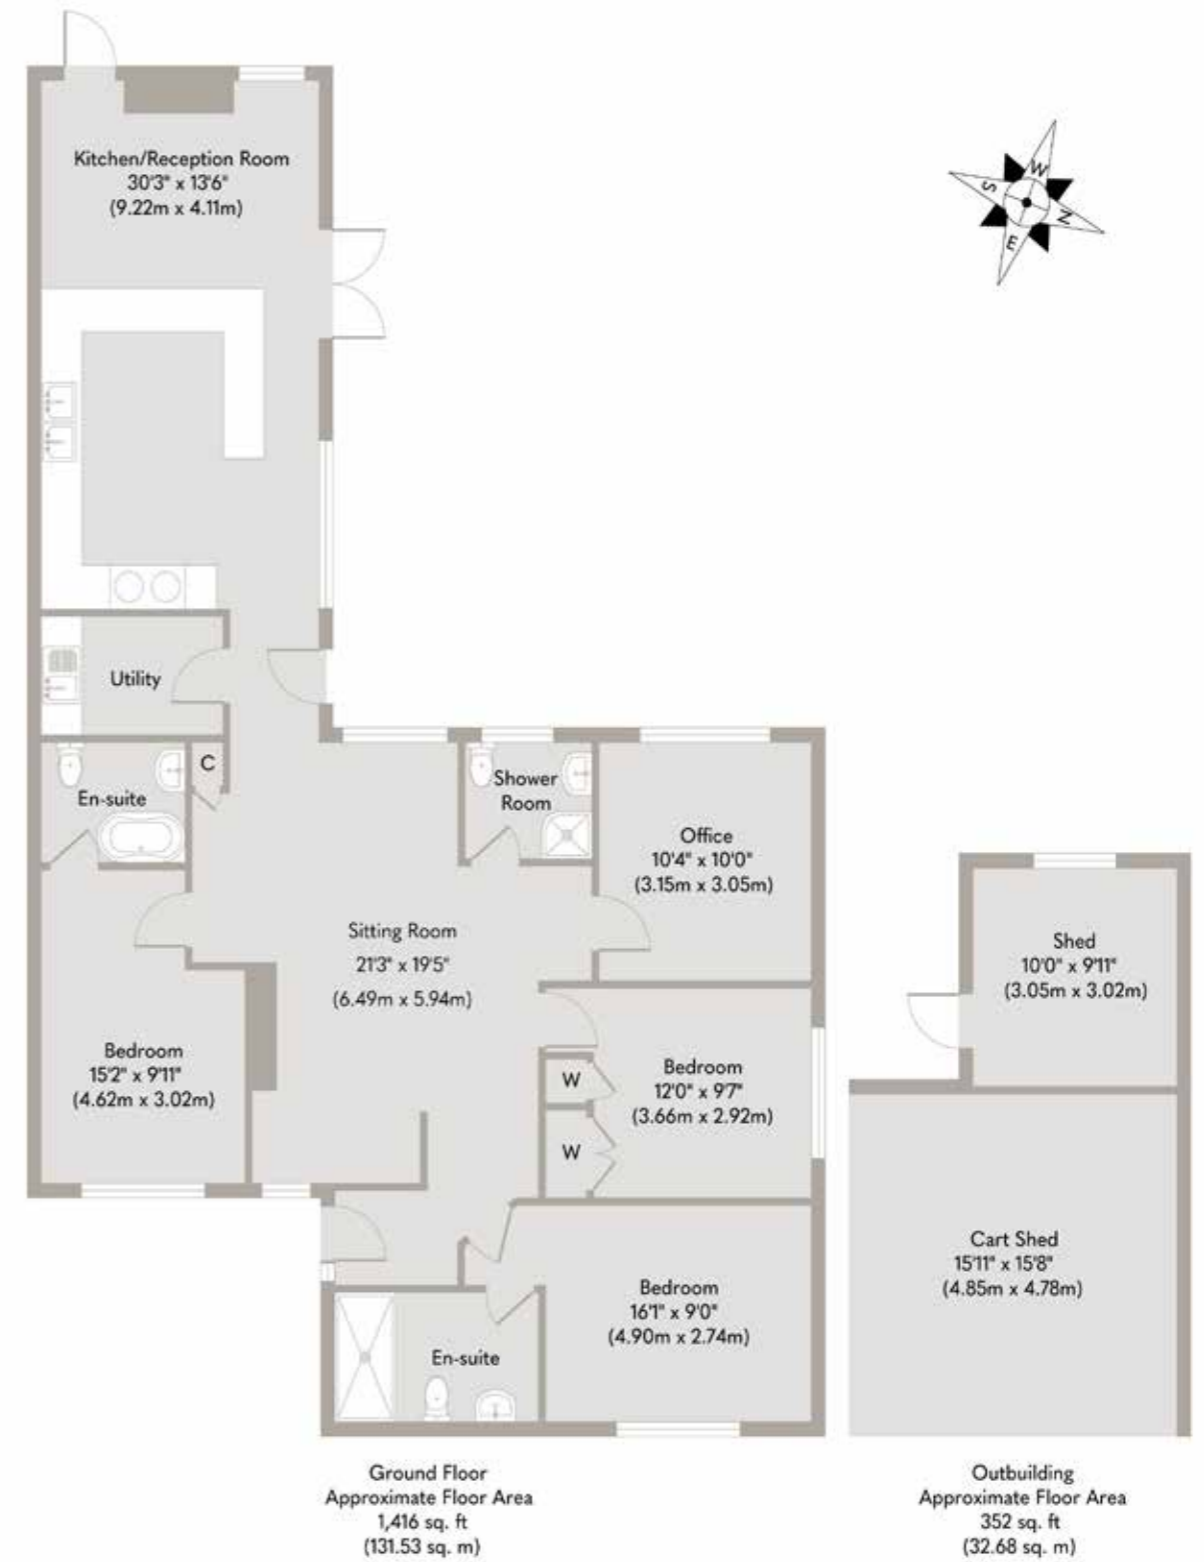 Kitchen/Reception Room
30'3" x 13'6"
(9.22m x 4.11m)
W
S
N
E
Utility
C
En-suite
Shower
Room
Office
10'4" x 10'0"
(3.15m x 3.05m)
Sitting Room
21'3" x 19'5"
(6.49m x 5.94m)
Shed
10'0" x 9'11"
(3.05m x 3.02m)
Bedroom
15'2" x 9'11"
(4.62m x 3.02m)
W
W
Bedroom
12'0" x 9'7"
(3.66m x 2.92m)
Cart Shed
15'11" x 15'8"
(4.85m x 4.78m)
Bedroom
16'1" x 9'0"
(4.90m x 2.74m)
En-suite
Ground Floor
Approximate Floor Area
1,416 sq. ft
(131.53 sq. m)
Outbuilding
Approximate Floor Area
352 sq. ft
(32.68 sq. m)